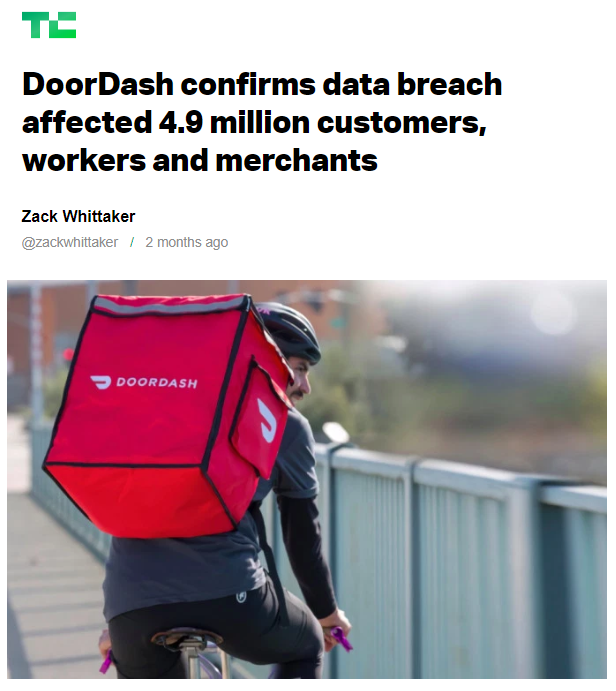 TC
DoorDash confirms data breach
affected 4.9 million customers,
workers and merchants
Zack Whittaker
@zackwhittaker / 2 months ago
DOORDASH